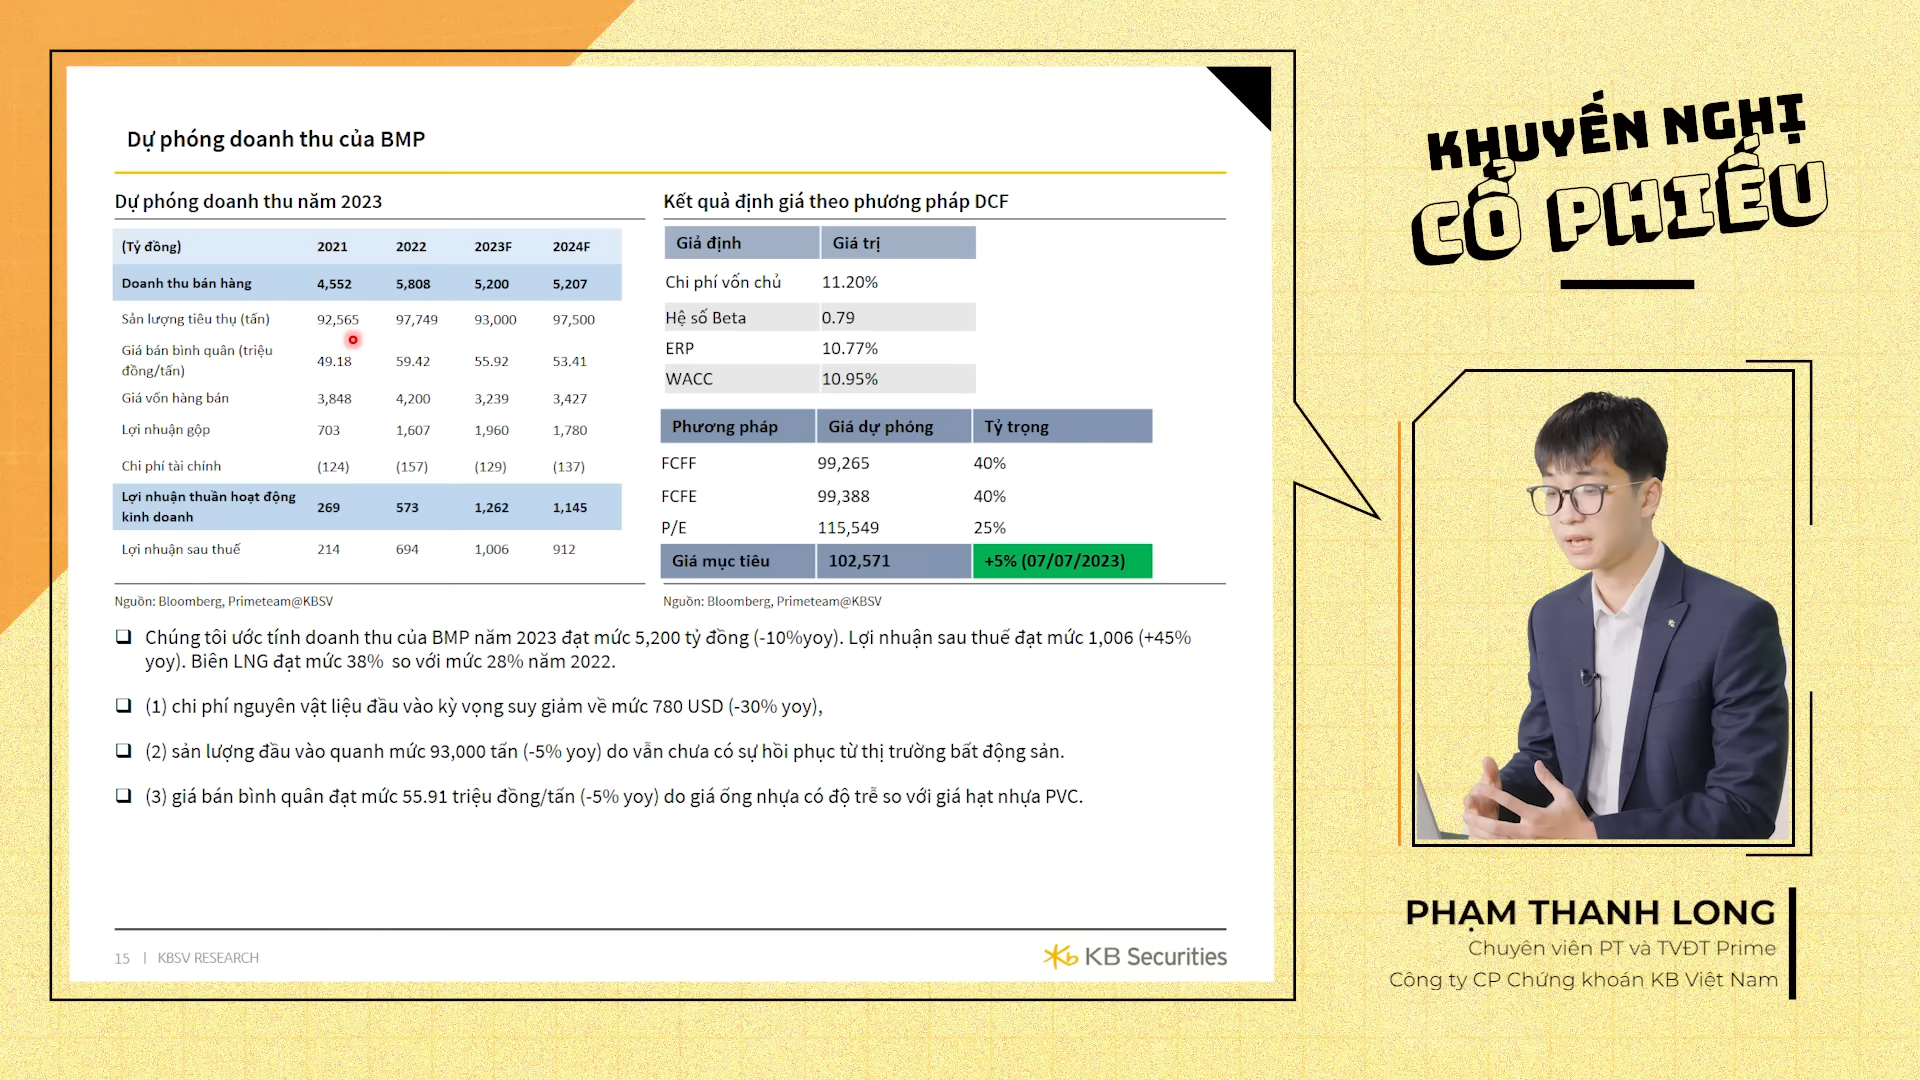 Dự phóng doanh thu của BMP
Dự phóng doanh thu năm 2023
(Tỷ đồng) 2021 2022 2023F 2024F
Doanh thu bán hàng 4,552 5,808 5,200 5,207
Sản lượng tiêu thụ (tấn) 92,565 97,749 93,000 97,500
Giá bán bình quân (triệu
đồng/tấn) 49.18 59.42 55.92 53.41
Giá vốn hàng bán 3,848 4,200 3,239 3,427
Lợi nhuận gộp 703 1,607 1,960 1,780
Chi phí tài chính (124) (157) (129) (137)
Lợi nhuận thuần hoạt động
kinh doanh 269 573 1,262 1,145
Lợi nhuận sau thuế 214 694 1,006 912
Nguồn: Bloomberg, Primeteam@KBSV
Kết quả định giá theo phương pháp DCF
Giả định Giá trị
Chi phí vốn chủ 11.20%
Hệ số Beta 0.79
ERP 10.77%
WACC 10.95%
Phương pháp Giá dự phóng Tỷ trọng
FCFF 99,265 40%
FCFE 99,388 40%
P/E 115,549 25%
Giá mục tiêu 102,571 +5% (07/07/2023)
Nguồn: Bloomberg, Primeteam@KBSV
Chúng tôi ước tính doanh thu của BMP năm 2023 đạt mức 5,200 tỷ đồng (-10%yoy). Lợi nhuận sau thuế đạt mức 1,006 (+45%
yoy). Biên LNG đạt mức 38% so với mức 28% năm 2022.
(1) chi phí nguyên vật liệu đầu vào kỳ vọng suy giảm về mức 780 USD (-30% yoy),
(2) sản lượng đầu vào quanh mức 93,000 tấn (-5% yoy) do vẫn chưa có sự hồi phục từ thị trường bất động sản.
(3) giá bán bình quân đạt mức 55.91 triệu đồng/tấn (-5% yoy) do giá ống nhựa có độ trễ so với giá hạt nhựa PVC.
15 | KBSV RESEARCH
KB Securities
KHUYẾN NGHỊ
CỔ PHIẾU
PHẠM THANH LONG
Chuyên viên PT và TVĐT Prime
Công ty CP Chứng khoán KB Việt Nam